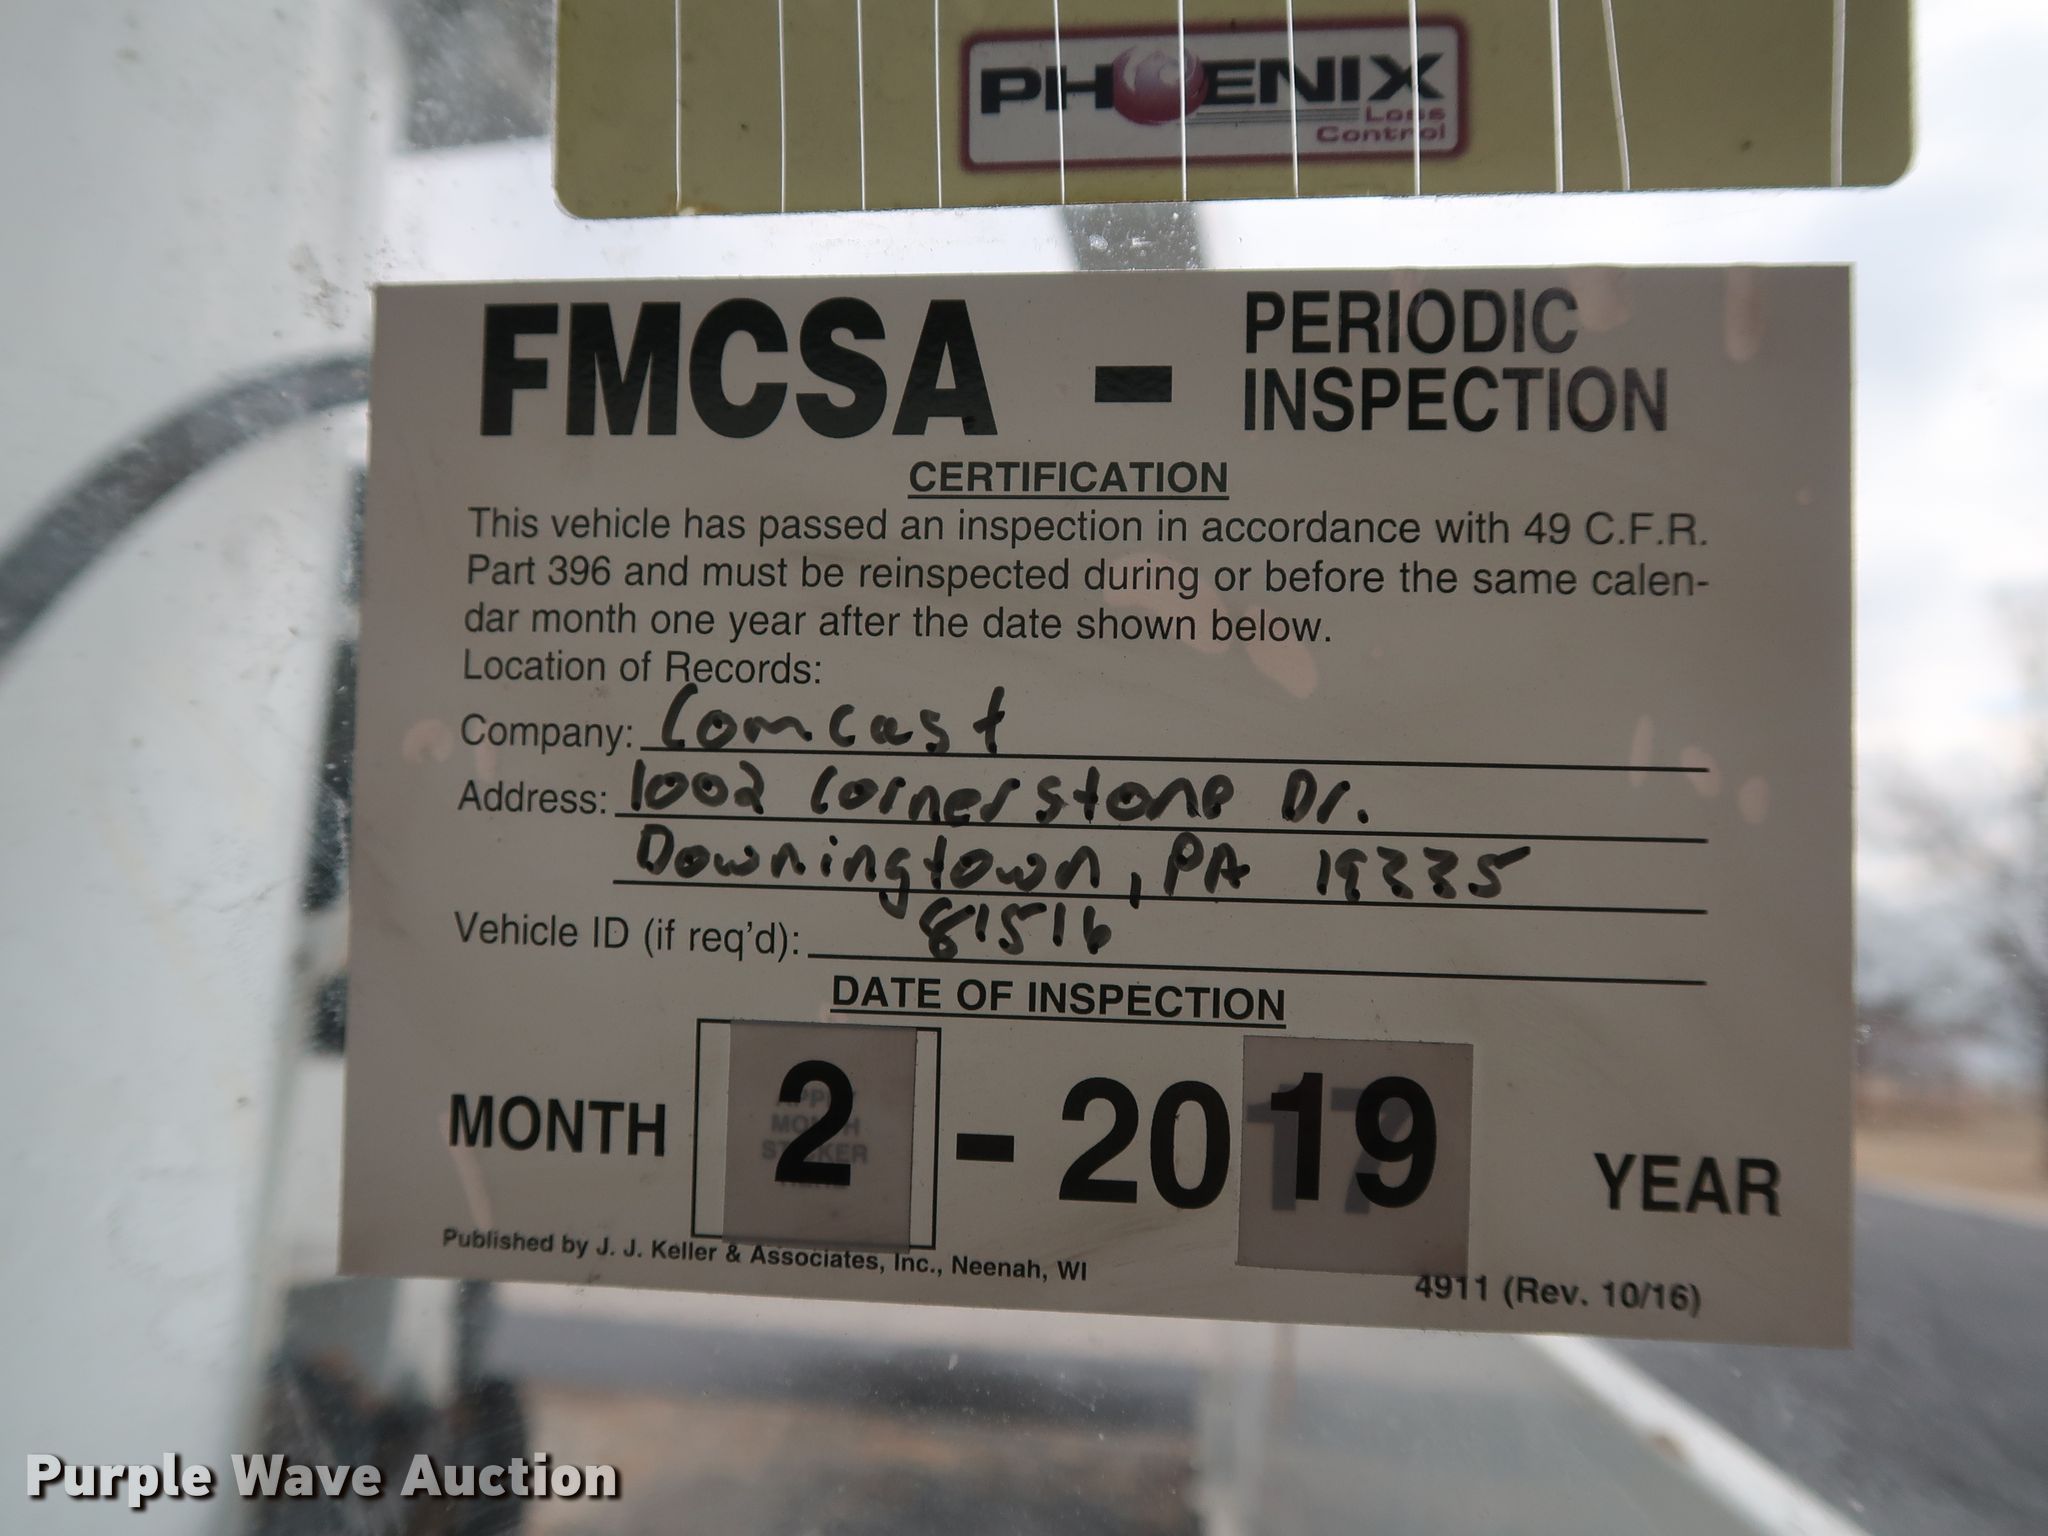 PHOENIX
Loss
Control
FMCSA - PERIODIC
INSPECTION
CERTIFICATION
This vehicle has passed an inspection in accordance with 49 C.F.R.
Part 396 and must be reinspected during or before the same calen-
dar month one year after the date shown below.
Location of Records:
Company: Comcast
Address: 1002 Cornerstone Dr.
Downingtown, PA 19335
Vehicle ID (if req'd): 81516
DATE OF INSPECTION
MONTH 2 - 2019 YEAR
Published by J. J. Keller & Associates, Inc., Neenah, WI
4911 (Rev. 10/16)
Purple Wave Auction